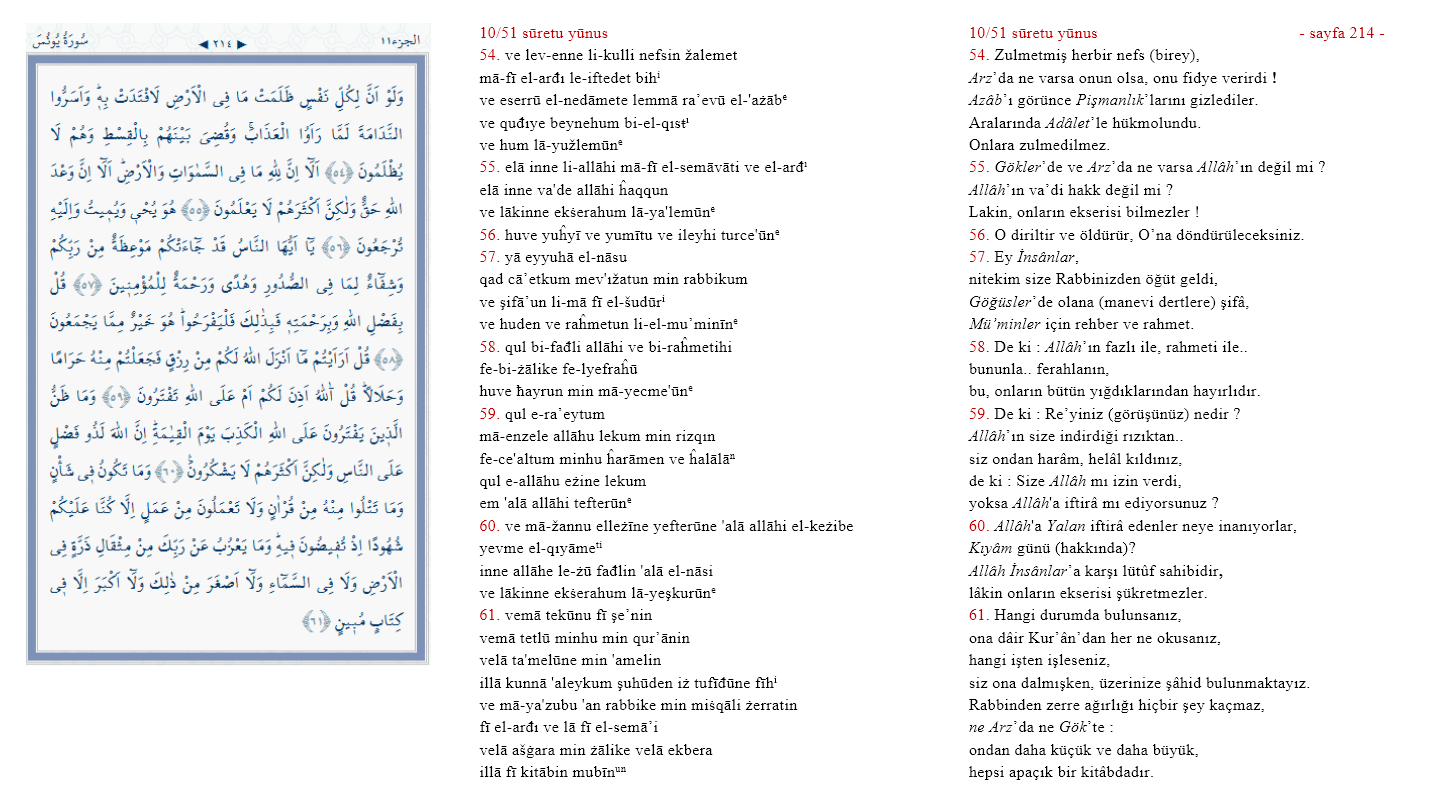 سُورَةُ يُونُسَ ◀ ٢١٤ ▶ الجزء ١١
وَلَوْ اَنَّ لِكُلِّ نَفْسٍ ظَلَمَتْ مَا فِى الْاَرْضِ لَافْتَدَتْ بِه۪ۜ وَاَسَرُّوا
النَّدَامَةَ لَمَّا رَاَوُا الْعَذَابَۚ وَقُضِىَ بَيْنَهُمْ بِالْقِسْطِ وَهُمْ لَا
يُظْلَمُونَ ﴿٥٤﴾ اَلَٓا اِنَّ لِلّٰهِ مَا فِى السَّمٰوَاتِ وَالْاَرْضِۜ اَلَٓا اِنَّ وَعْدَ
اللّٰهِ حَقٌّ وَلٰكِنَّ اَكْثَرَهُمْ لَا يَعْلَمُونَ ﴿٥٥﴾ هُوَ يُحْي۪ وَيُم۪يتُ وَاِلَيْهِ
تُرْجَعُونَ ﴿٥٦﴾ يَٓا اَيُّهَا النَّاسُ قَدْ جَٓاءَتْكُمْ مَوْعِظَةٌ مِنْ رَبِّكُمْ
وَشِفَٓاءٌ لِمَا فِى الصُّدُورِ وَهُدًى وَرَحْمَةٌ لِلْمُؤْمِن۪ينَ ﴿٥٧﴾ قُلْ
بِفَضْلِ اللّٰهِ وَبِرَحْمَتِه۪ فَبِذٰلِكَ فَلْيَفْرَحُواۜ هُوَ خَيْرٌ مِمَّا يَجْمَعُونَ
﴿٥٨﴾ قُلْ اَرَاَيْتُمْ مَٓا اَنْزَلَ اللّٰهُ لَكُمْ مِنْ رِزْقٍ فَجَعَلْتُمْ مِنْهُ حَرَامًا
وَحَلَالًاۜ قُلْ آٰللّٰهُ اَذِنَ لَكُمْ اَمْ عَلَى اللّٰهِ تَفْتَرُونَ ﴿٥٩﴾ وَمَا ظَنُّ
الَّذ۪ينَ يَفْتَرُونَ عَلَى اللّٰهِ الْكَذِبَ يَوْمَ الْقِيٰمَةِۜ اِنَّ اللّٰهَ لَذُو فَضْلٍ
عَلَى النَّاسِ وَلٰكِنَّ اَكْثَرَهُمْ لَا يَشْكُرُونَ۟ ﴿٦٠﴾ وَمَا تَكُونُ ف۪ى شَأْنٍ
وَمَا تَتْلُوا مِنْهُ مِنْ قُرْاٰنٍ وَلَا تَعْمَلُونَ مِنْ عَمَلٍ اِلَّا كُنَّا عَلَيْكُمْ
شُهُودًا اِذْ تُف۪يضُونَ ف۪يهِۜ وَمَا يَعْزُبُ عَنْ رَبِّكَ مِنْ مِثْقَالِ ذَرَّةٍ فِى
الْاَرْضِ وَلَا فِى السَّمَٓاءِ وَلَٓا اَصْغَرَ مِنْ ذٰلِكَ وَلَٓا اَكْبَرَ اِلَّا ف۪ى
كِتَابٍ مُب۪ينٍ ﴿٦١﴾
10/51 sūretu yūnus
54. ve lev-enne li-kulli nefsin žalemet
mā-fī el-arđı le-iftedet bihⁱ
ve eserrū el-nedāmete lemmā ra’evū el-'ażābᵉ
ve quđıye beynehum bi-el-qısŧᶦ
ve hum lā-yužlemūnᵉ
55. elā inne li-allāhi mā-fī el-semāvāti ve el-arđᶦ
elā inne va'de allāhi ĥaqqun
ve lākinne ekśerahum lā-ya'lemūnᵉ
56. huve yuĥyī ve yumītu ve ileyhi turce'ūnᵉ
57. yā eyyuhā el-nāsu
qad cā’etkum mev'ıžatun min rabbikum
ve şifā’un li-mā fī el-šudūrⁱ
ve huden ve raĥmetun li-el-mu’minīnᵉ
58. qul bi-fađli allāhi ve bi-raĥmetihi
fe-bi-żālike fe-lyefraĥū
huve ħayrun min mā-yecme'ūnᵉ
59. qul e-ra’eytum
mā-enzele allāhu lekum min rizqın
fe-ce'altum minhu ĥarāmen ve ĥalālāⁿ
qul e-allāhu eżine lekum
em 'alā allāhi tefterūnᵉ
60. ve mā-žannu elleżīne yefterūne 'alā allāhi el-keżibe
yevme el-qıyāmeᵗⁱ
inne allāhe le-żū fađlin 'alā el-nāsi
ve lākinne ekśerahum lā-yeşkurūnᵉ
61. vemā tekūnu fī şe’nin
vemā tetlū minhu min qur’ānin
velā ta'melūne min 'amelin
illā kunnā 'aleykum şuhūden iż tufīđūne fīhⁱ
ve mā-ya'zubu 'an rabbike min miśqāli żerratin
fī el-arđı ve lā fī el-semā’i
velā ašġara min żālike velā ekbera
illā fī kitābin mubīnᵘⁿ
10/51 sūretu yūnus - sayfa 214 -
54. Zulmetmiş herbir nefs (birey),
Arz’da ne varsa onun olsa, onu fidye verirdi !
Azâb’ı görünce Pişmanlık’larını gizlediler.
Aralarında Adâlet’le hükmolundu.
Onlara zulmedilmez.
55. Gökler’de ve Arz’da ne varsa Allâh’ın değil mi ?
Allâh’ın va’di hakk değil mi ?
Lakin, onların ekserisi bilmezler !
56. O diriltir ve öldürür, O’na döndürüleceksiniz.
57. Ey İnsânlar,
nitekim size Rabbinizden öğüt geldi,
Göğüsler’de olana (manevi dertlere) şifâ,
Mü’minler için rehber ve rahmet.
58. De ki : Allâh’ın fazlı ile, rahmeti ile..
bununla.. ferahlanın,
bu, onların bütün yığdıklarından hayırlıdır.
59. De ki : Re’yiniz (görüşünüz) nedir ?
Allâh’ın size indirdiği rızıktan..
siz ondan harâm, helâl kıldınız,
de ki : Size Allâh mı izin verdi,
yoksa Allâh'a iftirâ mı ediyorsunuz ?
60. Allâh'a Yalan iftirâ edenler neye inanıyorlar,
Kıyâm günü (hakkında)?
Allâh İnsânlar’a karşı lütûf sahibidir,
lâkin onların ekserisi şükretmezler.
61. Hangi durumda bulunsanız,
ona dâir Kur’ân’dan her ne okusanız,
hangi işten işleseniz,
siz ona dalmışken, üzerinize şâhid bulunmaktayız.
Rabbinden zerre ağırlığı hiçbir şey kaçmaz,
ne Arz’da ne Gök’te :
ondan daha küçük ve daha büyük,
hepsi apaçık bir kitâbdadır.